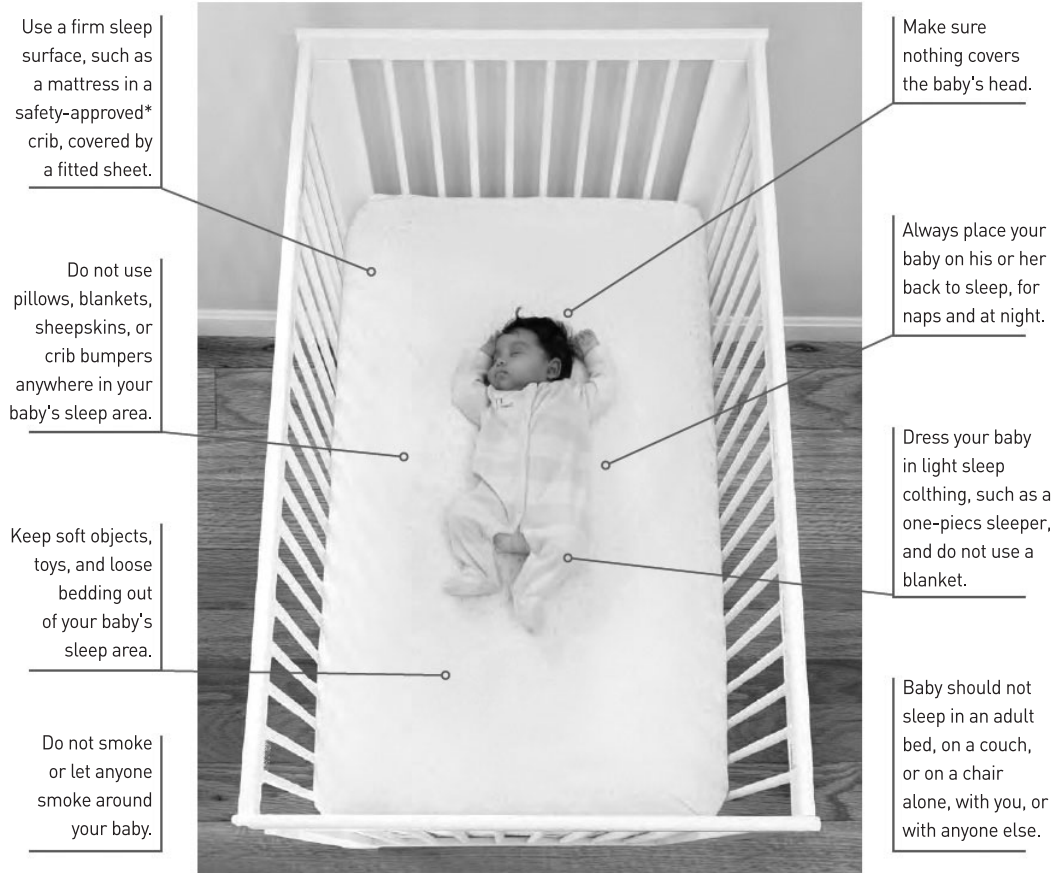 Use a firm sleep
surface, such as
a mattress in a
safety-approved*
crib, covered by
a fitted sheet.
Do not use
pillows, blankets,
sheepskins, or
crib bumpers
anywhere in your
baby's sleep area.
Keep soft objects,
toys, and loose
bedding out
of your baby's
sleep area.
Do not smoke
or let anyone
smoke around
your baby.
Make sure
nothing covers
the baby's head.
Always place your
baby on his or her
back to sleep, for
naps and at night.
Dress your baby
in light sleep
colthing, such as a
one-piecs sleeper,
and do not use a
blanket.
Baby should not
sleep in an adult
bed, on a couch,
or on a chair
alone, with you, or
with anyone else.